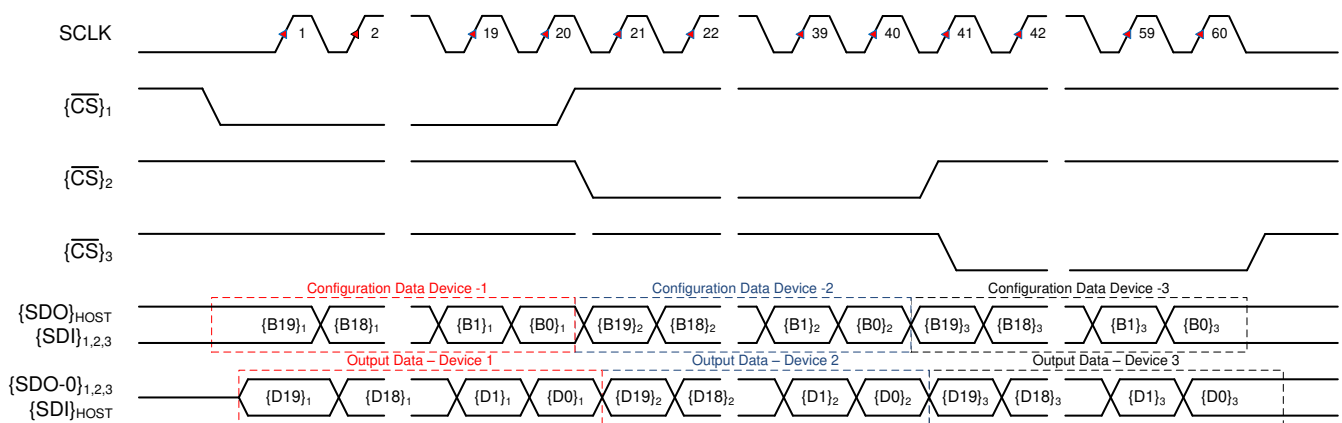 SCLK 1 2 19 20 21 22 39 40 41 42 59 60
{C̅S̅}₁
{C̅S̅}₂
{C̅S̅}₃
Configuration Data Device -1 Configuration Data Device -2 Configuration Data Device -3
{SDO}HOST
{SDI}1,2,3
{B19}₁ {B18}₁ {B1}₁ {B0}₁ {B19}₂ {B18}₂ {B1}₂ {B0}₂ {B19}₃ {B18}₃ {B1}₃ {B0}₃
Output Data – Device 1 Output Data – Device 2 Output Data – Device 3
{SDO-0}1,2,3
{SDI}HOST
{D19}₁ {D18}₁ {D1}₁ {D0}₁ {D19}₂ {D18}₂ {D1}₂ {D0}₂ {D19}₃ {D18}₃ {D1}₃ {D0}₃